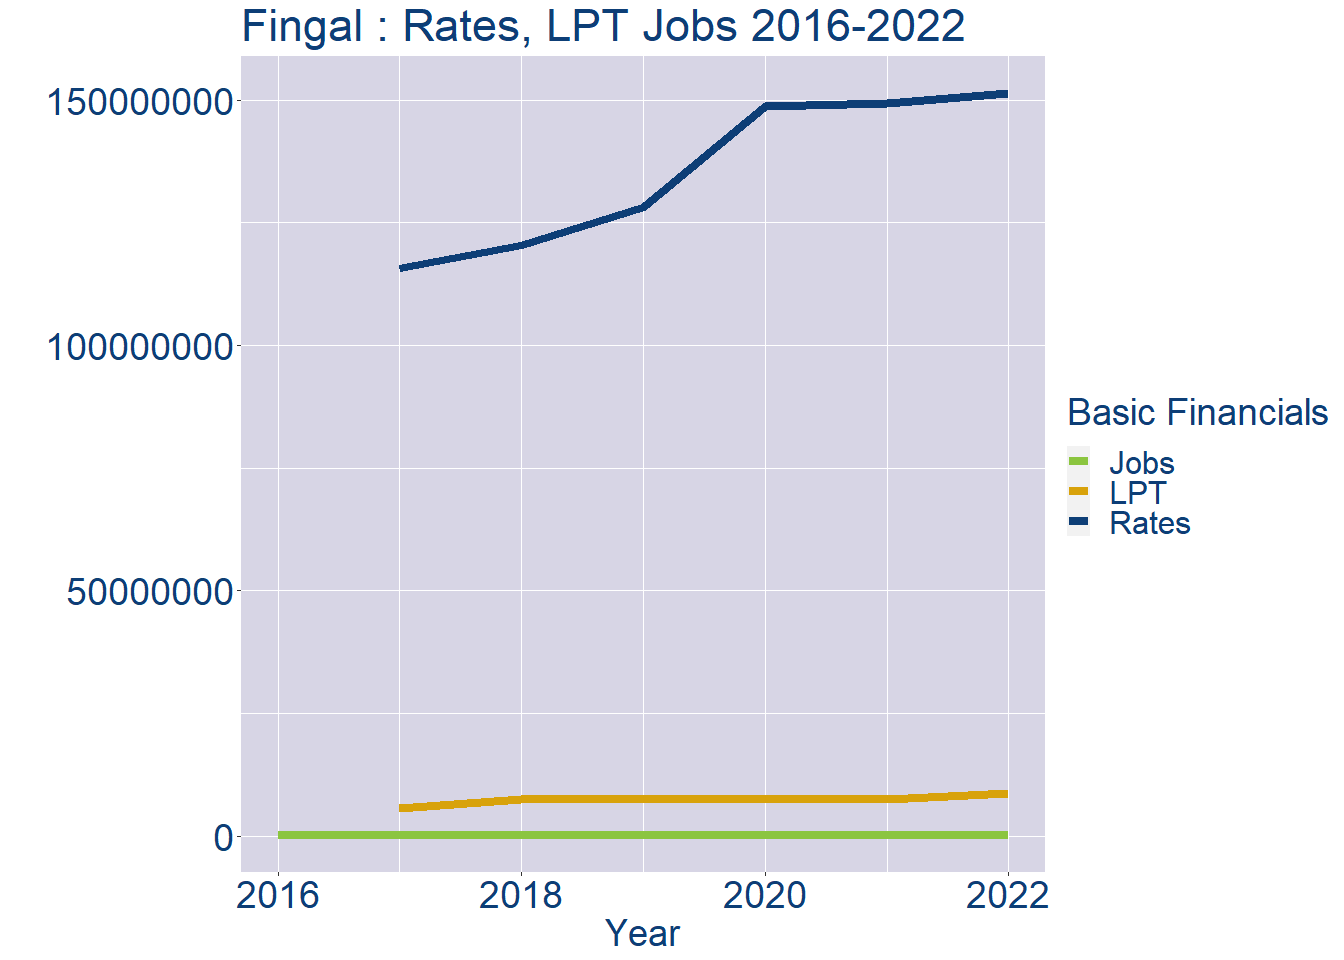 Fingal : Rates, LPT Jobs 2016-2022
150000000
100000000
50000000
0
2016 2018 2020 2022
Year
Basic Financials
Jobs
LPT
Rates